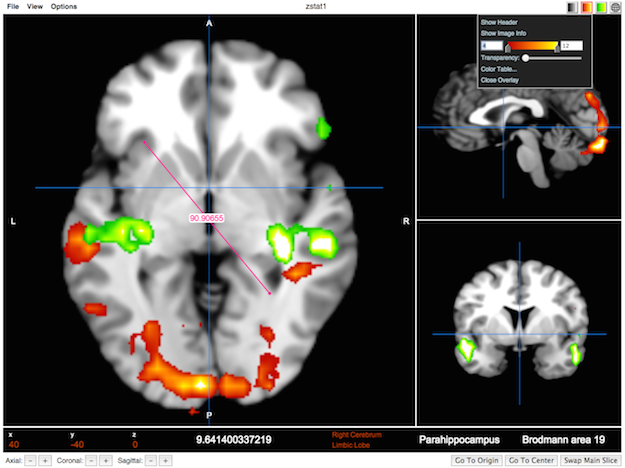 File View Options zstat1
Show Header
Show Image Info
4 12
Transparency:
Color Table...
Close Overlay
A
L
90.90655
R
P
x y z 9.641400337219 Right Cerebrum Parahippocampus Brodmann area 19
40 -40 0 Limbic Lobe
Axial: - + Coronal: - + Sagittal: - + Go To Origin Go To Center Swap Main Slice